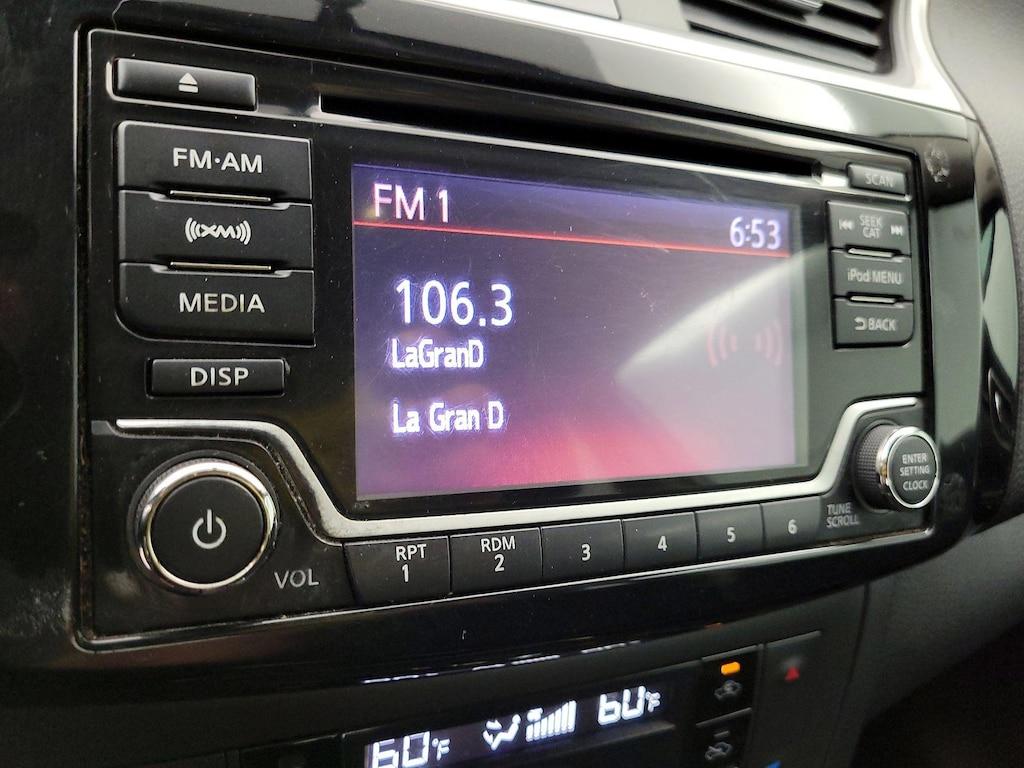 FM·AM
XM
MEDIA
DISP
VOL
FM 1
6:53
106.3
LaGranD
La Gran D
SCAN
SEEK
CAT
iPod MENU
BACK
ENTER
SETTING
CLOCK
TUNE
SCROLL
RPT
1
RDM
2
3
4
5
6
60°F
60°F